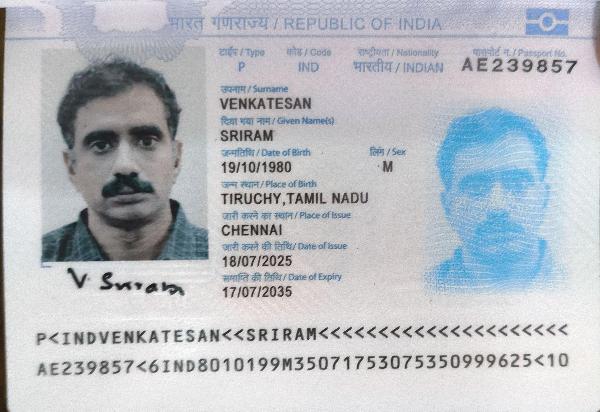 भारत गणराज्य / REPUBLIC OF INDIA
टाईप / Type कोड / Code राष्ट्रीयता / Nationality पासपोर्ट न. / Passport No.
P IND भारतीय / INDIAN AE239857
उपनाम / Surname
VENKATESAN
दिया गया नाम / Given Name(s)
SRIRAM
जन्मतिथि / Date of Birth लिंग / Sex
19/10/1980 M
जन्म स्थान / Place of Birth
TIRUCHY,TAMIL NADU
जारी करने का स्थान / Place of Issue
CHENNAI
जारी करने की तिथि / Date of Issue
18/07/2025
समाप्ति की तिथि / Date of Expiry
17/07/2035
V. Sriram
P<INDVENKATESAN<<SRIRAM<<<<<<<<<<<<<<<<<<<<<
AE239857<6IND8010199M35071753075350999625<10